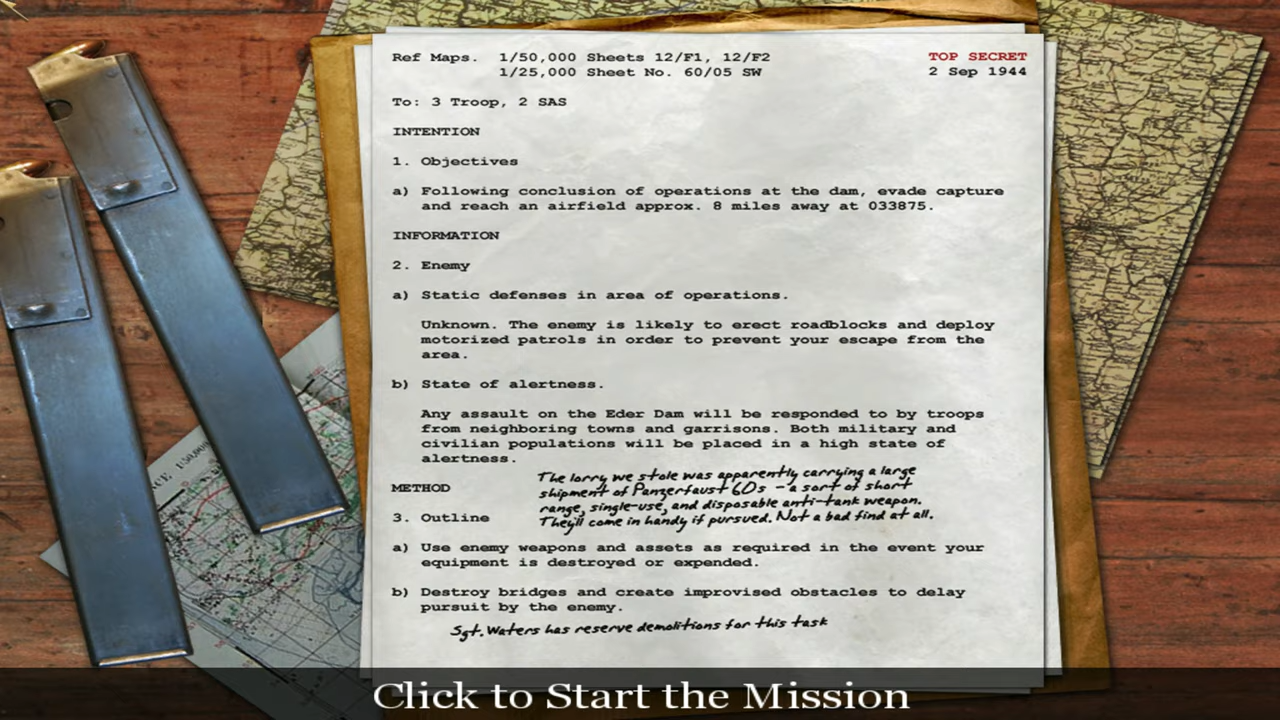 Ref Maps. 1/50,000 Sheets 12/F1, 12/F2
TOP SECRET
1/25,000 Sheet No. 60/05 SW
2 Sep 1944
To: 3 Troop, 2 SAS
INTENTION
1. Objectives
a) Following conclusion of operations at the dam, evade capture
and reach an airfield approx. 8 miles away at 033875.
INFORMATION
2. Enemy
a) Static defenses in area of operations.
Unknown. The enemy is likely to erect roadblocks and deploy
motorized patrols in order to prevent your escape from the
area.
b) State of alertness.
Any assault on the Eder Dam will be responded to by troops
from neighboring towns and garrisons. Both military and
civilian populations will be placed in a high state of
alertness.
The lorry we stole was apparently carrying a large
shipment of Panzerfaust 60s - a sort of short
range, single-use, and disposable anti-tank weapon.
They'll come in handy if pursued. Not a bad find at all.
METHOD
3. Outline
a) Use enemy weapons and assets as required in the event your
equipment is destroyed or expended.
b) Destroy bridges and create improvised obstacles to delay
pursuit by the enemy.
Sgt. Waters has reserve demolitions for this task
Click to Start the Mission